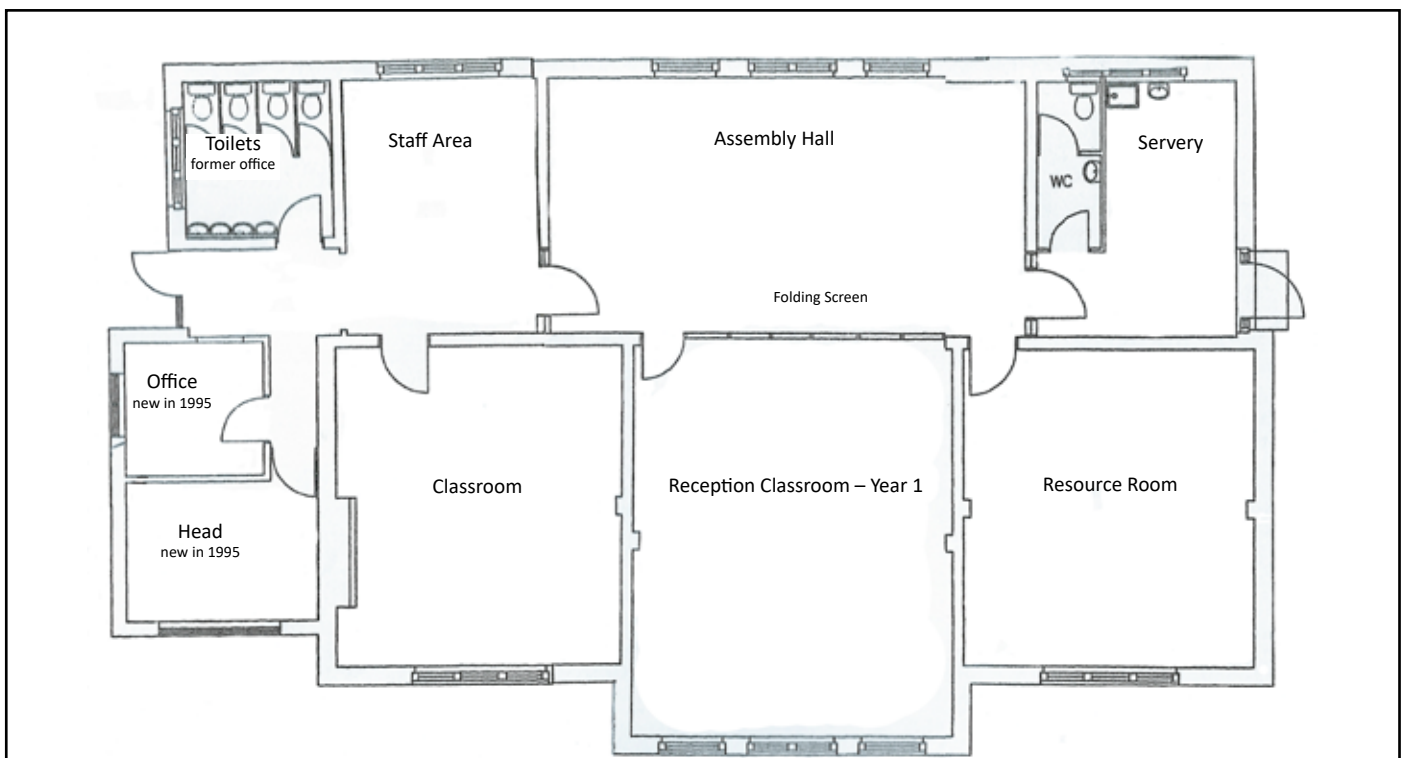 Toilets
former office
Staff Area
Assembly Hall
Servery
WC
Folding Screen
Office
new in 1995
Classroom
Reception Classroom – Year 1
Resource Room
Head
new in 1995